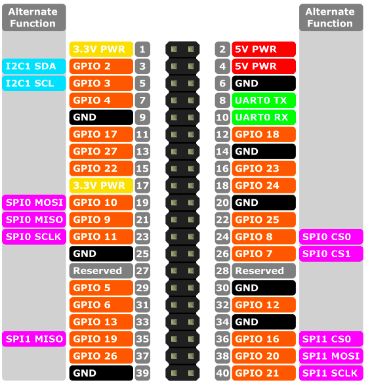 Alternate Function Alternate Function
3.3V PWR 1 2 5V PWR
I2C1 SDA GPIO 2 3 4 5V PWR
I2C1 SCL GPIO 3 5 6 GND
GPIO 4 7 8 UART0 TX
GND 9 10 UART0 RX
GPIO 17 11 12 GPIO 18
GPIO 27 13 14 GND
GPIO 22 15 16 GPIO 23
3.3V PWR 17 18 GPIO 24
SPI0 MOSI GPIO 10 19 20 GND
SPI0 MISO GPIO 9 21 22 GPIO 25
SPI0 SCLK GPIO 11 23 24 GPIO 8 SPI0 CS0
GND 25 26 GPIO 7 SPI0 CS1
Reserved 27 28 Reserved
GPIO 5 29 30 GND
GPIO 6 31 32 GPIO 12
GPIO 13 33 34 GND
SPI1 MISO GPIO 19 35 36 GPIO 16 SPI1 CS0
GPIO 26 37 38 GPIO 20 SPI1 MOSI
GND 39 40 GPIO 21 SPI1 SCLK